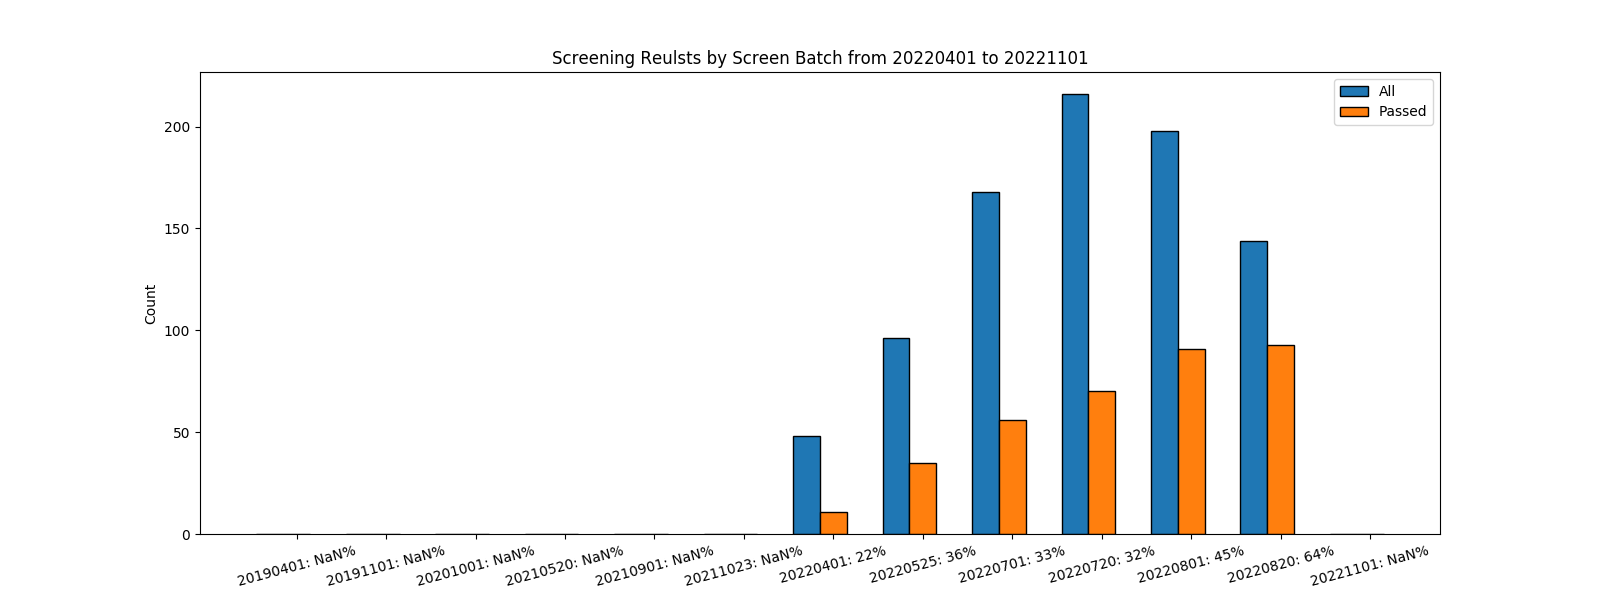 Screening Reulsts by Screen Batch from 20220401 to 20221101
All
Passed
Count
200
150
100
50
0
20190401: NaN%
20191101: NaN%
20201001: NaN%
20210520: NaN%
20210901: NaN%
20211023: NaN%
20220401: 22%
20220525: 36%
20220701: 33%
20220720: 32%
20220801: 45%
20220820: 64%
20221101: NaN%